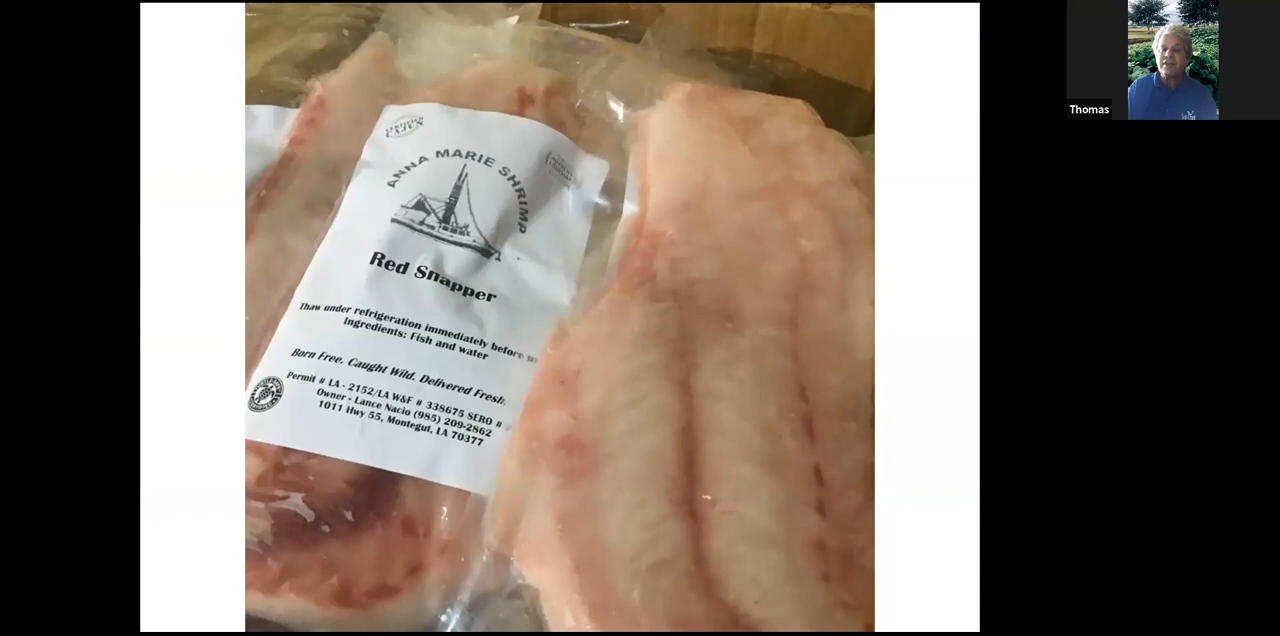 CERTIFIED
CAJUN
ANNA MARIE SHRIMP
Red Snapper
Thaw under refrigeration immediately before
Ingredients: Fish and water
Born Free. Caught Wild. Delivered Fresh.
Permit # LA - 2152/LA W&F # 338675 SERO #
Owner - Lance Nacio (985) 209-2862
1011 Hwy 55, Montegut, LA 70377
Thomas